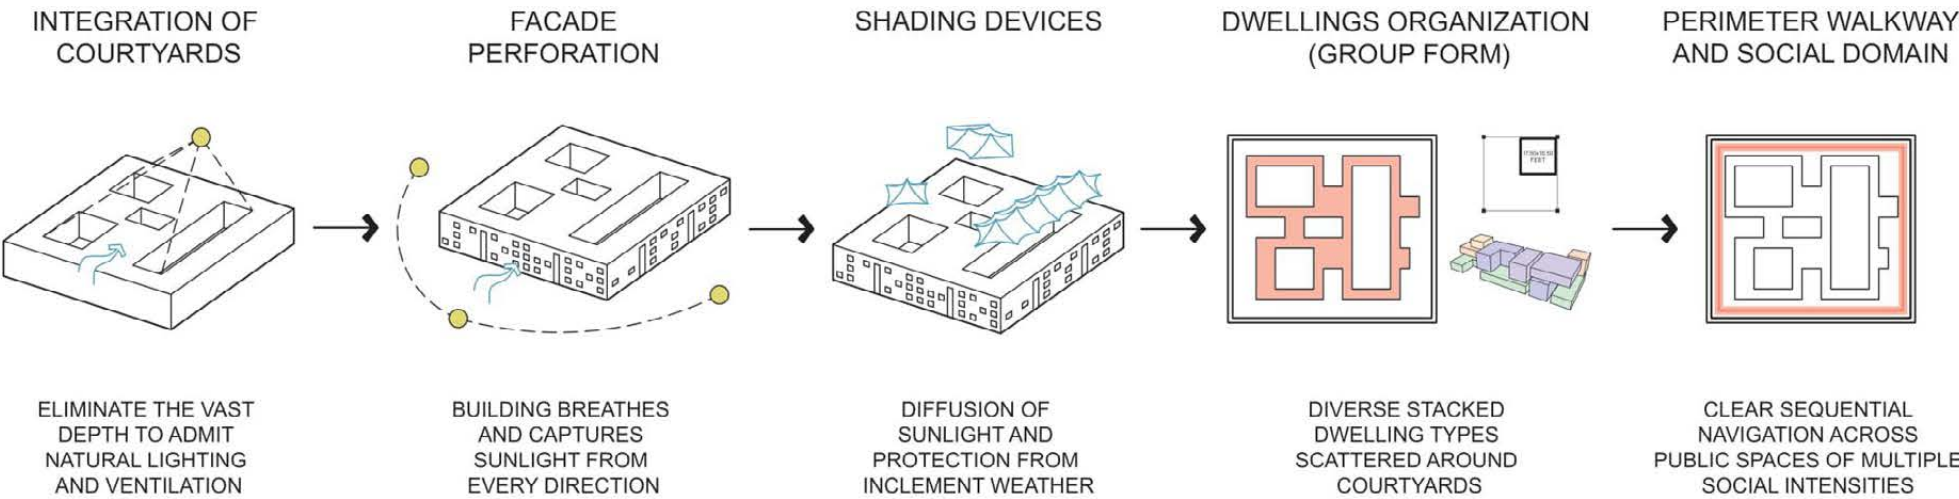 INTEGRATION OF
COURTYARDS
ELIMINATE THE VAST
DEPTH TO ADMIT
NATURAL LIGHTING
AND VENTILATION
FACADE
PERFORATION
BUILDING BREATHES
AND CAPTURES
SUNLIGHT FROM
EVERY DIRECTION
SHADING DEVICES
DIFFUSION OF
SUNLIGHT AND
PROTECTION FROM
INCLEMENT WEATHER
DWELLINGS ORGANIZATION
(GROUP FORM)
FEET
DIVERSE STACKED
DWELLING TYPES
SCATTERED AROUND
COURTYARDS
PERIMETER WALKWAY
AND SOCIAL DOMAIN
CLEAR SEQUENTIAL
NAVIGATION ACROSS
PUBLIC SPACES OF MULTIPLE
SOCIAL INTENSITIES